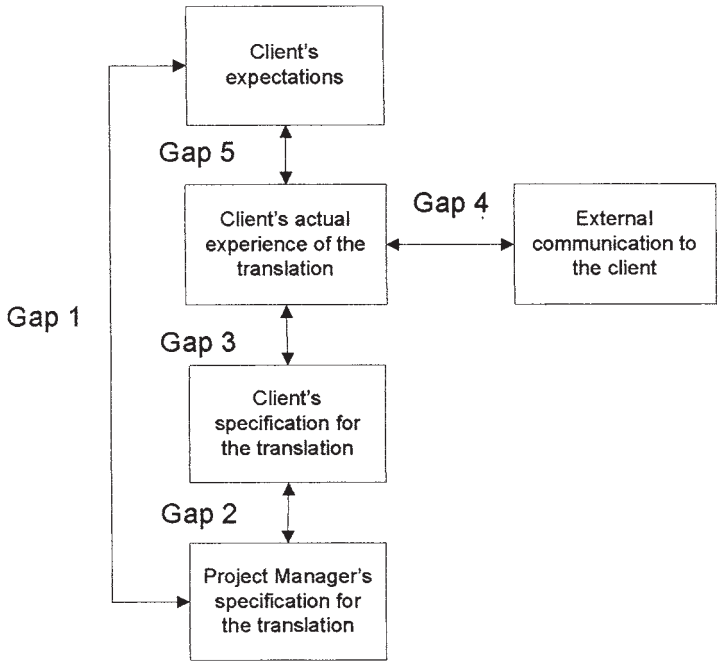 Client's
expectations
Gap 5
Client's actual
experience of the
translation
Gap 4
External
communication to
the client
Gap 1
Gap 3
Client's
specification for
the translation
Gap 2
Project Manager's
specification for
the translation